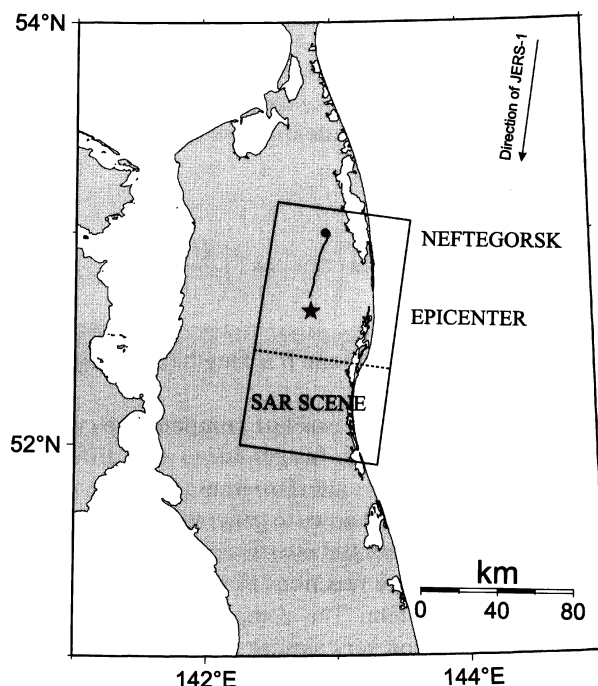 54°N
Direction of JERS-1
NEFTEGORSK
EPICENTER
SAR SCENE
52°N
km
0 40 80
142°E
144°E